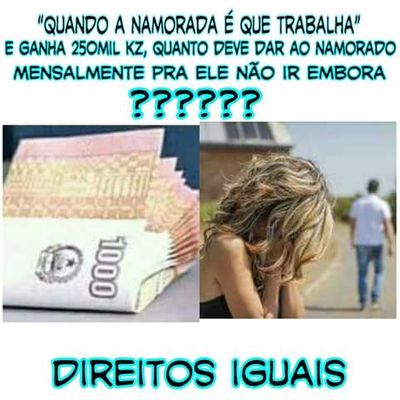 "QUANDO A NAMORADA É QUE TRABALHA"
E GANHA 250MIL KZ, QUANTO DEVE DAR AO NAMORADO
MENSALMENTE PRA ELE NÃO IR EMBORA
??????
1000
DIREITOS IGUAIS